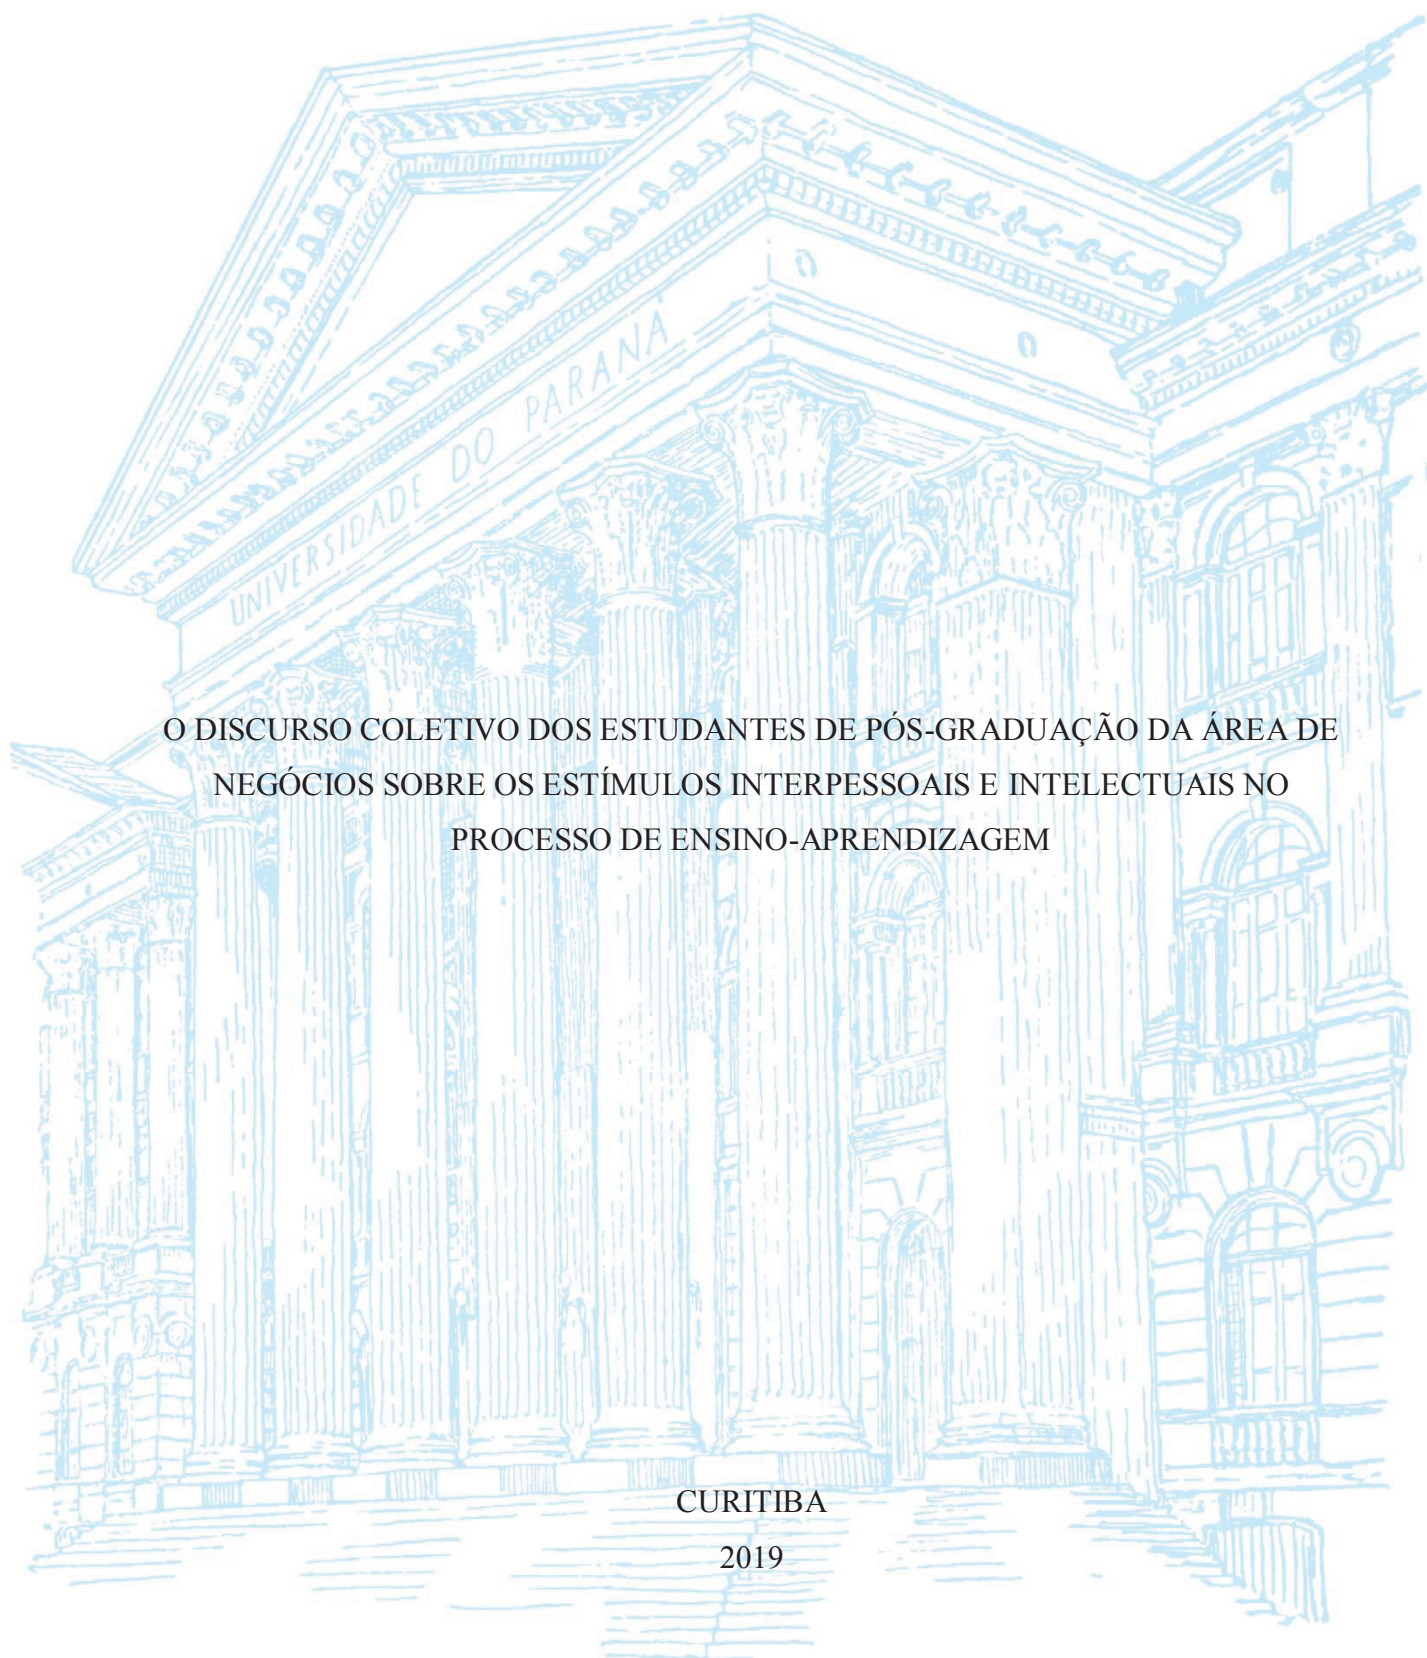 UNIVERSIDADE DO PARANÁ
O DISCURSO COLETIVO DOS ESTUDANTES DE PÓS-GRADUAÇÃO DA ÁREA DE
NEGÓCIOS SOBRE OS ESTÍMULOS INTERPESSOAIS E INTELECTUAIS NO
PROCESSO DE ENSINO-APRENDIZAGEM
CURITIBA
2019